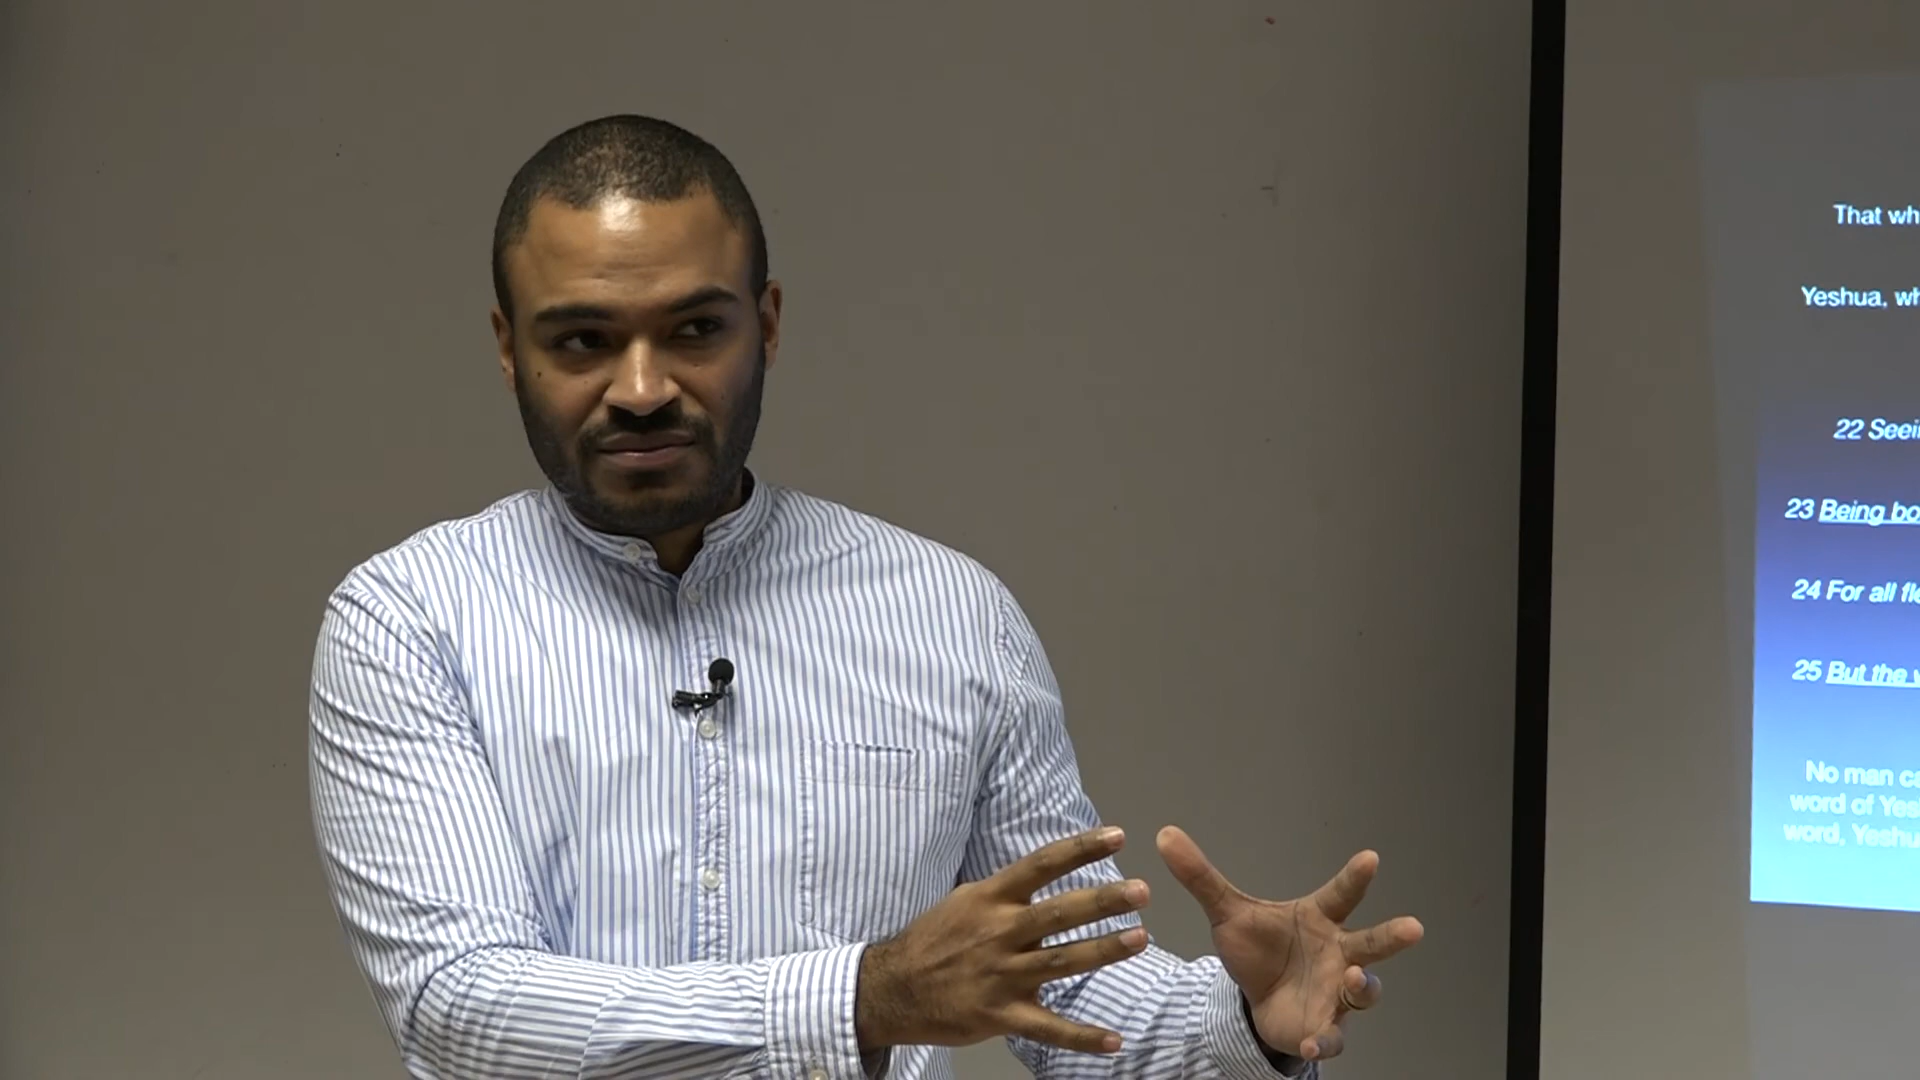 That wh
Yeshua, wh
22 Seei
23 Being bo
24 For all fle
25 But the
No man ca
word of Yes
word, Yeshu